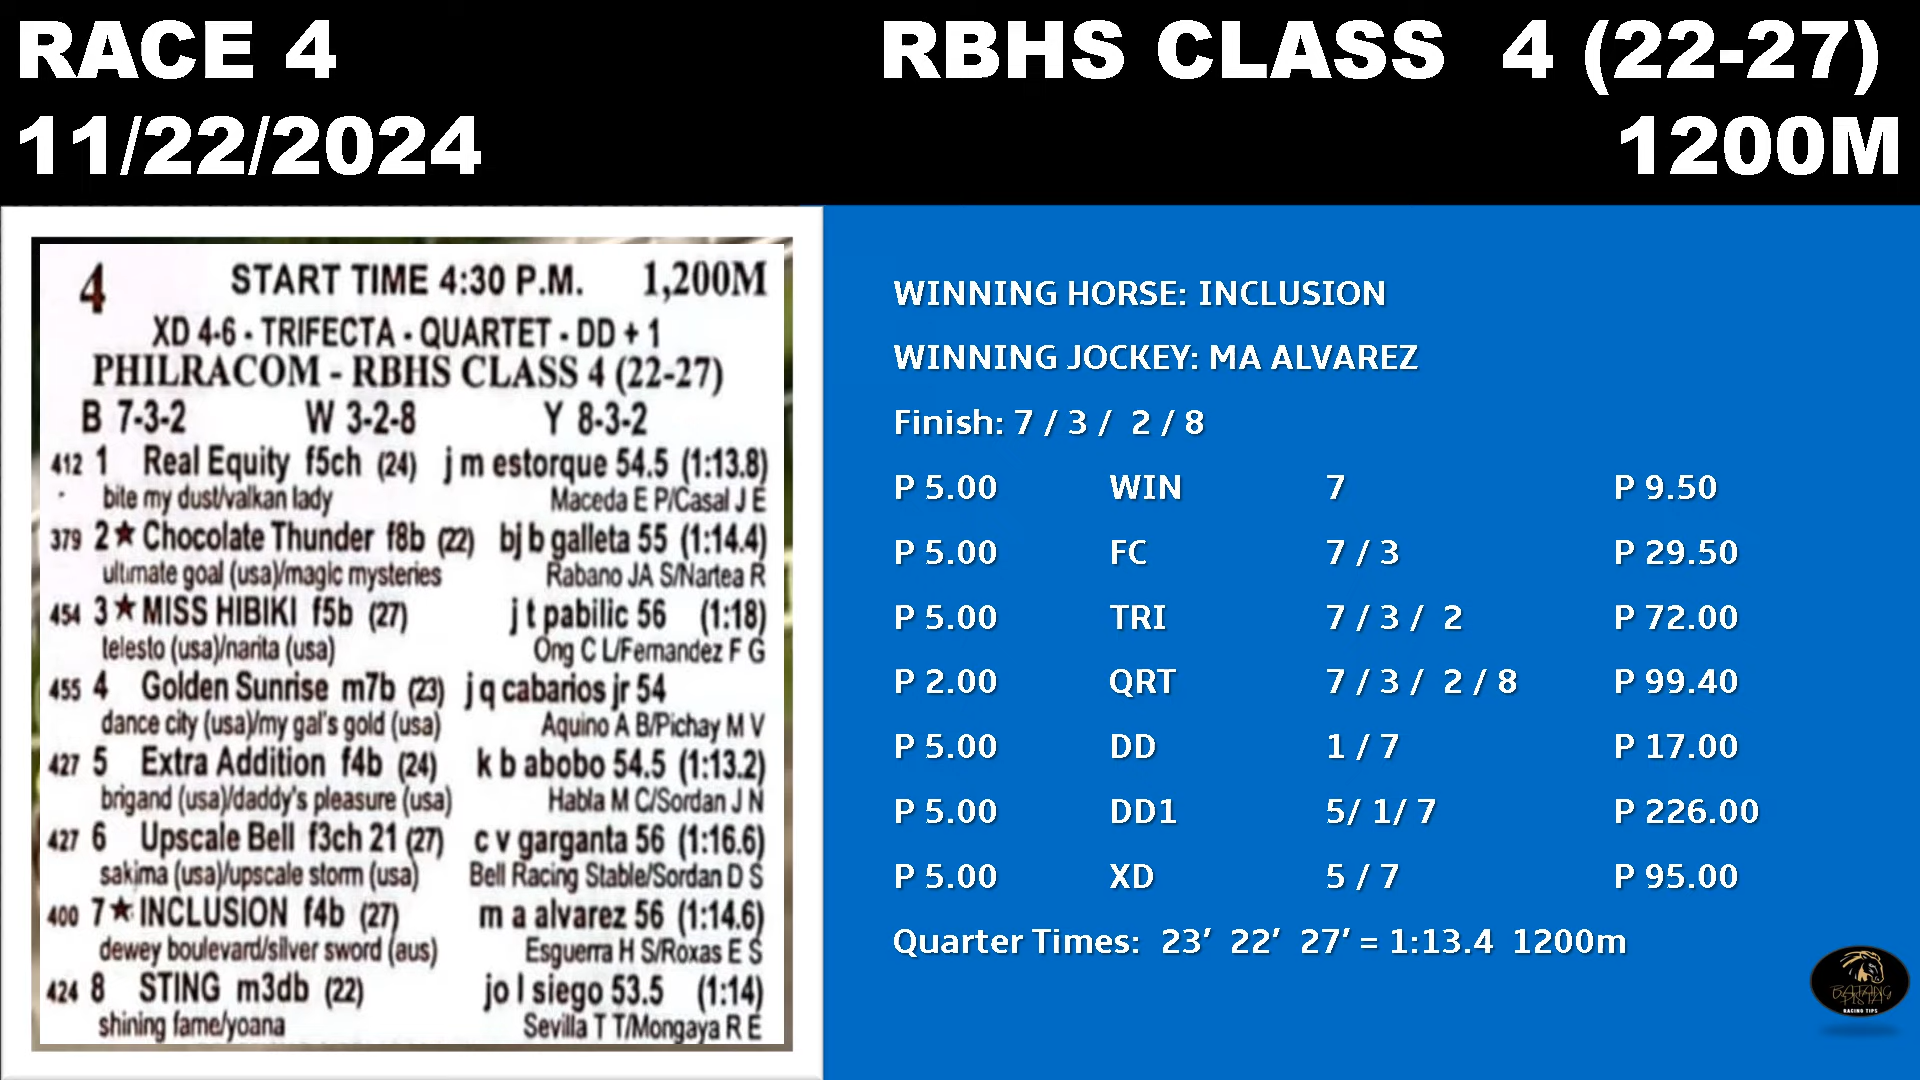 RACE 4
11/22/2024
RBHS CLASS 4 (22-27)
1200M
4 START TIME 4:30 P.M. 1,200M
XD 4-6 - TRIFECTA - QUARTET - DD + 1
PHILRACOM - RBHS CLASS 4 (22-27)
B 7-3-2 W 3-2-8 Y 8-3-2
412 1 Real Equity f5ch (24) j m estorque 54.5 (1:13.8)
bite my dust/valkan lady Maceda E P/Casal J E
379 2★Chocolate Thunder f8b (22) bj b galleta 55 (1:14.4)
ultimate goal (usa)/magic mysteries Rabano JA S/Nartea R
454 3★MISS HIBIKI f5b (27) j t pabilic 56 (1:18)
telesto (usa)/narita (usa) Ong C L/Fernandez F G
455 4 Golden Sunrise m7b (23) j q cabarios jr 54
dance city (usa)/my gal's gold (usa) Aquino A B/Pichay M V
427 5 Extra Addition f4b (24) k b abobo 54.5 (1:13.2)
brigand (usa)/daddy's pleasure (usa) Habla M C/Sordan J N
427 6 Upscale Bell f3ch 21 (27) c v garganta 56 (1:16.6)
sakima (usa)/upscale storm (usa) Bell Racing Stable/Sordan D S
400 7★INCLUSION f4b (27) m a alvarez 56 (1:14.6)
dewey boulevard/silver sword (aus) Esguerra H S/Roxas E S
424 8 STING m3db (22) jo l siego 53.5 (1:14)
shining fame/yoana Sevilla T T/Mongaya R E
WINNING HORSE: INCLUSION
WINNING JOCKEY: MA ALVAREZ
Finish: 7 / 3 / 2 / 8
P 5.00 WIN 7 P 9.50
P 5.00 FC 7 / 3 P 29.50
P 5.00 TRI 7 / 3 / 2 P 72.00
P 2.00 QRT 7 / 3 / 2 / 8 P 99.40
P 5.00 DD 1 / 7 P 17.00
P 5.00 DD1 5/ 1/ 7 P 226.00
P 5.00 XD 5 / 7 P 95.00
Quarter Times: 23’ 22’ 27’ = 1:13.4 1200m
BATANG
PISTA
RACING TIPS